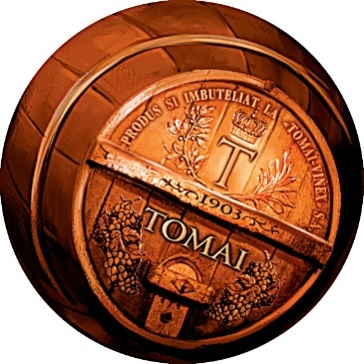 ·PRODUS SI IMBUTELIAT LA «TOMAI-VINEX» S.A.
T
1903
TOMAI